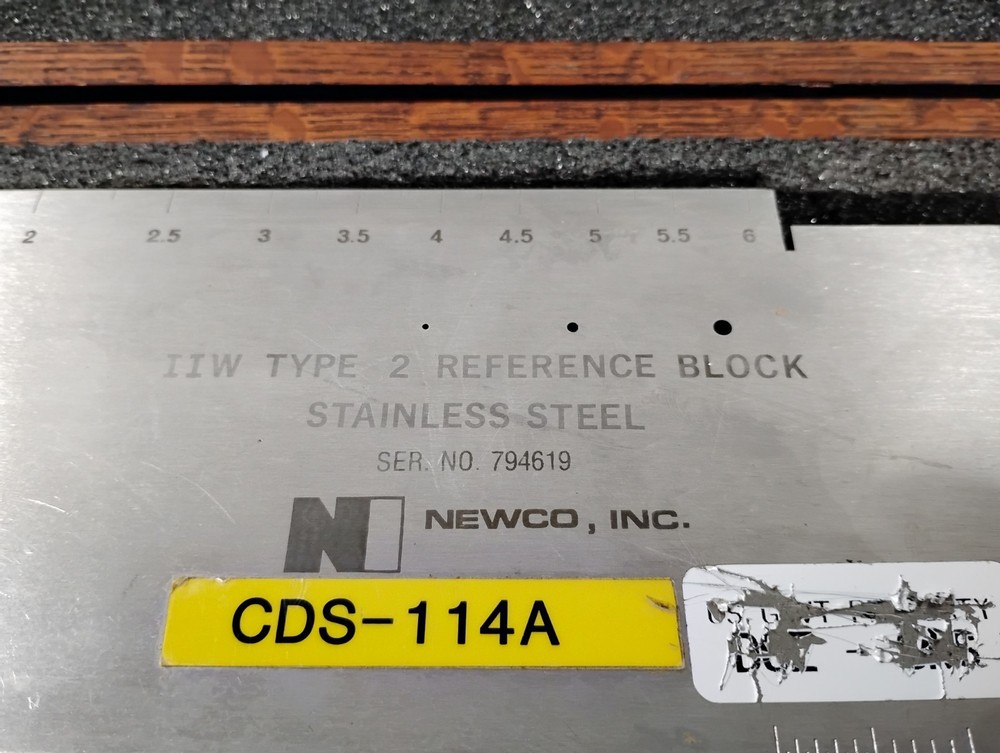 2 2.5 3 3.5 4 4.5 5 5.5 6
IIW TYPE 2 REFERENCE BLOCK
STAINLESS STEEL
SER. NO. 794619
N NEWCO, INC.
CDS-114A